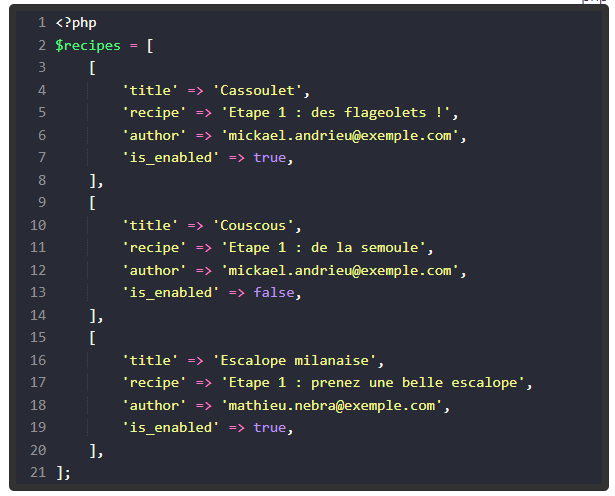 1 <?php
2 $recipes = [
3     [
4         'title' => 'Cassoulet',
5         'recipe' => 'Etape 1 : des flageolets !',
6         'author' => 'mickael.andrieu@exemple.com',
7         'is_enabled' => true,
8     ],
9     [
10         'title' => 'Couscous',
11         'recipe' => 'Etape 1 : de la semoule',
12         'author' => 'mickael.andrieu@exemple.com',
13         'is_enabled' => false,
14     ],
15     [
16         'title' => 'Escalope milanaise',
17         'recipe' => 'Etape 1 : prenez une belle escalope',
18         'author' => 'mathieu.nebra@exemple.com',
19         'is_enabled' => true,
20     ],
21 ];